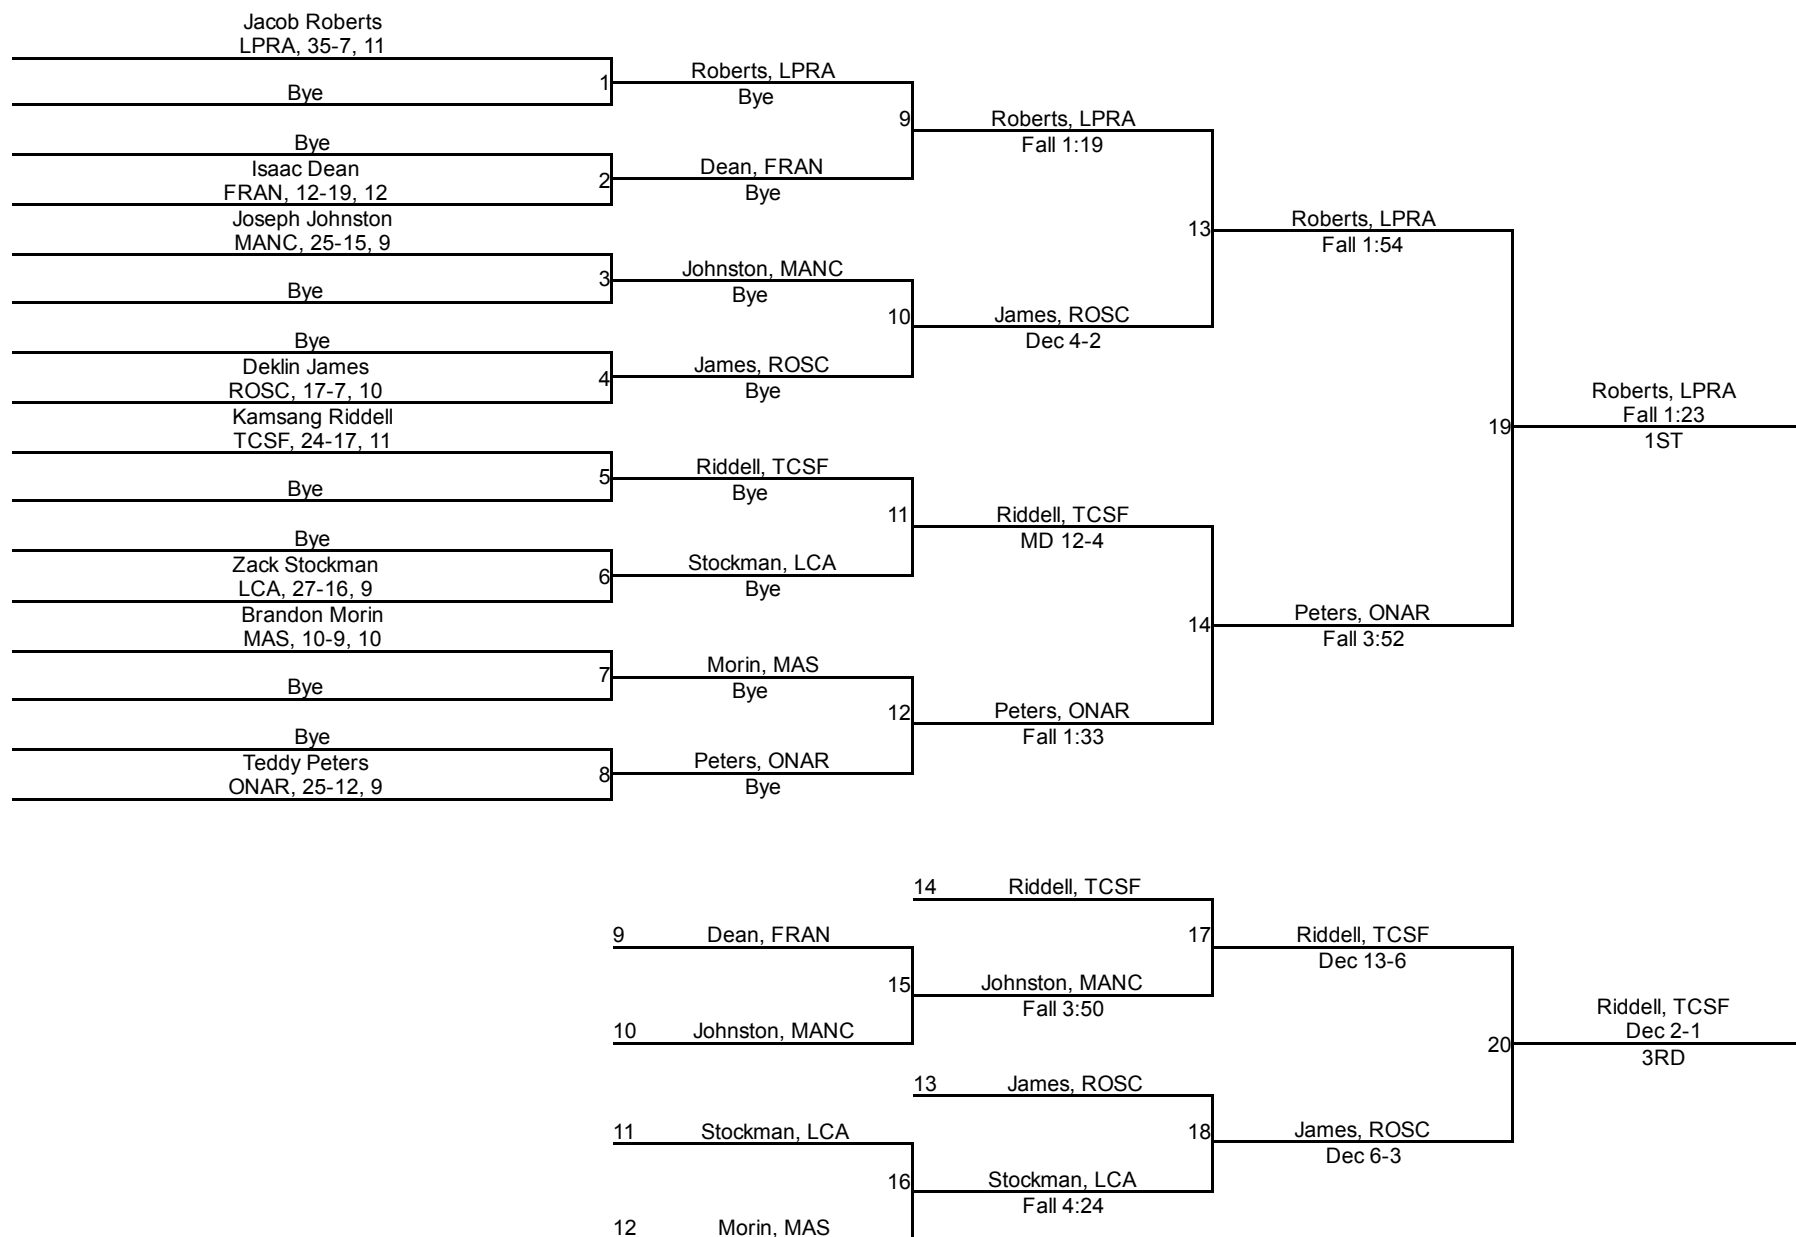 Jacob Roberts
LPRA, 35-7, 11
1
Bye
Roberts, LPRA
Bye
9
Bye
Isaac Dean
2
FRAN, 12-19, 12
Dean, FRAN
Bye
Roberts, LPRA
Fall 1:19
13
Joseph Johnston
MANC, 25-15, 9
3
Bye
Johnston, MANC
Bye
10
Bye
Deklin James
4
ROSC, 17-7, 10
James, ROSC
Bye
James, ROSC
Dec 4-2
Roberts, LPRA
Fall 1:54
19
Kamsang Riddell
TCSF, 24-17, 11
5
Bye
Riddell, TCSF
Bye
11
Bye
Zack Stockman
6
LCA, 27-16, 9
Stockman, LCA
Bye
Riddell, TCSF
MD 12-4
14
Brandon Morin
MAS, 10-9, 10
7
Bye
Morin, MAS
Bye
12
Bye
Teddy Peters
8
ONAR, 25-12, 9
Peters, ONAR
Bye
Peters, ONAR
Fall 1:33
Peters, ONAR
Fall 3:52
Roberts, LPRA
Fall 1:23
1ST
14 Riddell, TCSF
17
9 Dean, FRAN
15
10 Johnston, MANC
Johnston, MANC
Fall 3:50
Riddell, TCSF
Dec 13-6
20
13 James, ROSC
18
11 Stockman, LCA
16
12 Morin, MAS
Stockman, LCA
Fall 4:24
James, ROSC
Dec 6-3
Riddell, TCSF
Dec 2-1
3RD